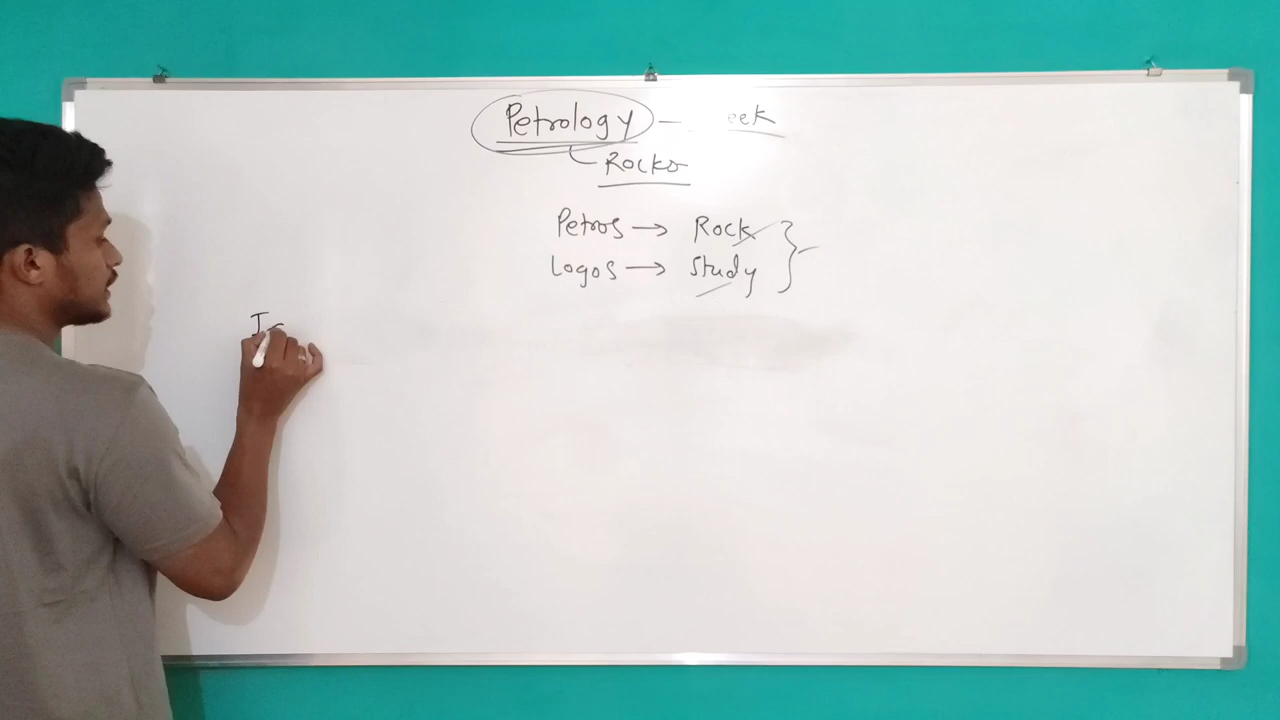 Petrology — eek
Rocks
Petros → Rock
Logos → Study